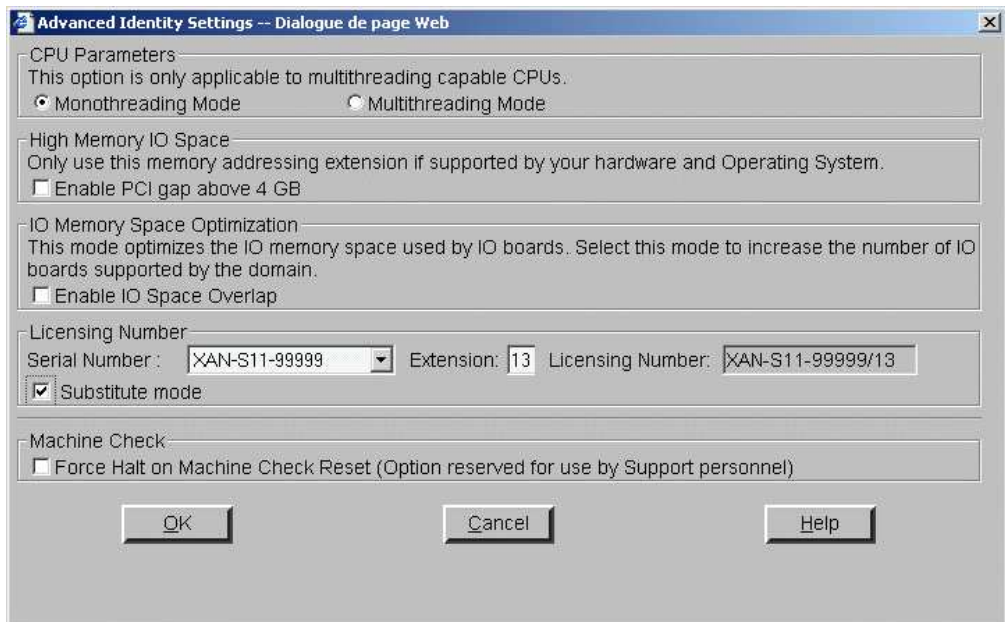 Advanced Identity Settings -- Dialogue de page Web
CPU Parameters
This option is only applicable to multithreading capable CPUs.
Monothreading Mode Multithreading Mode
High Memory IO Space
Only use this memory addressing extension if supported by your hardware and Operating System.
Enable PCI gap above 4 GB
IO Memory Space Optimization
This mode optimizes the IO memory space used by IO boards. Select this mode to increase the number of IO
boards supported by the domain.
Enable IO Space Overlap
Licensing Number
Serial Number : XAN-S11-99999 Extension: 13 Licensing Number: XAN-S11-99999/13
Substitute mode
Machine Check
Force Halt on Machine Check Reset (Option reserved for use by Support personnel)
OK Cancel Help